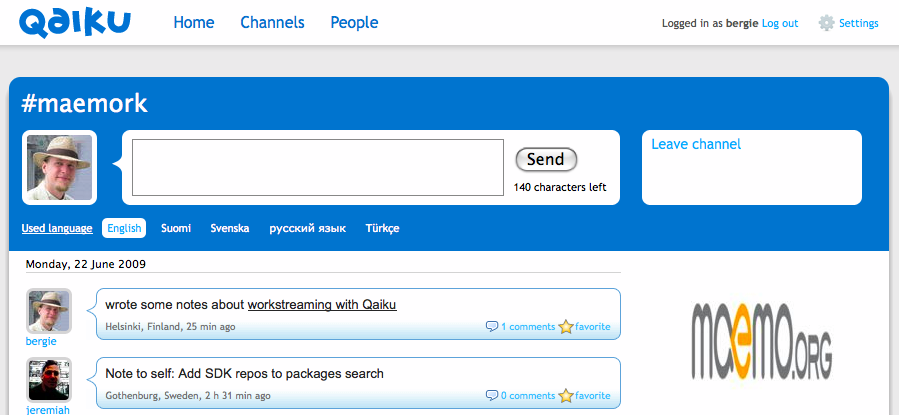 Qaiku
Home Channels People
Logged in as bergie Log out Settings
#maemork
Send
140 characters left
Leave channel
Used language English Suomi Svenska русский язык Türkçe
Monday, 22 June 2009
wrote some notes about workstreaming with Qaiku
Helsinki, Finland, 25 min ago
1 comments favorite
bergie
Note to self: Add SDK repos to packages search
Gothenburg, Sweden, 2 h 31 min ago
0 comments favorite
jeremiah
maemo.org